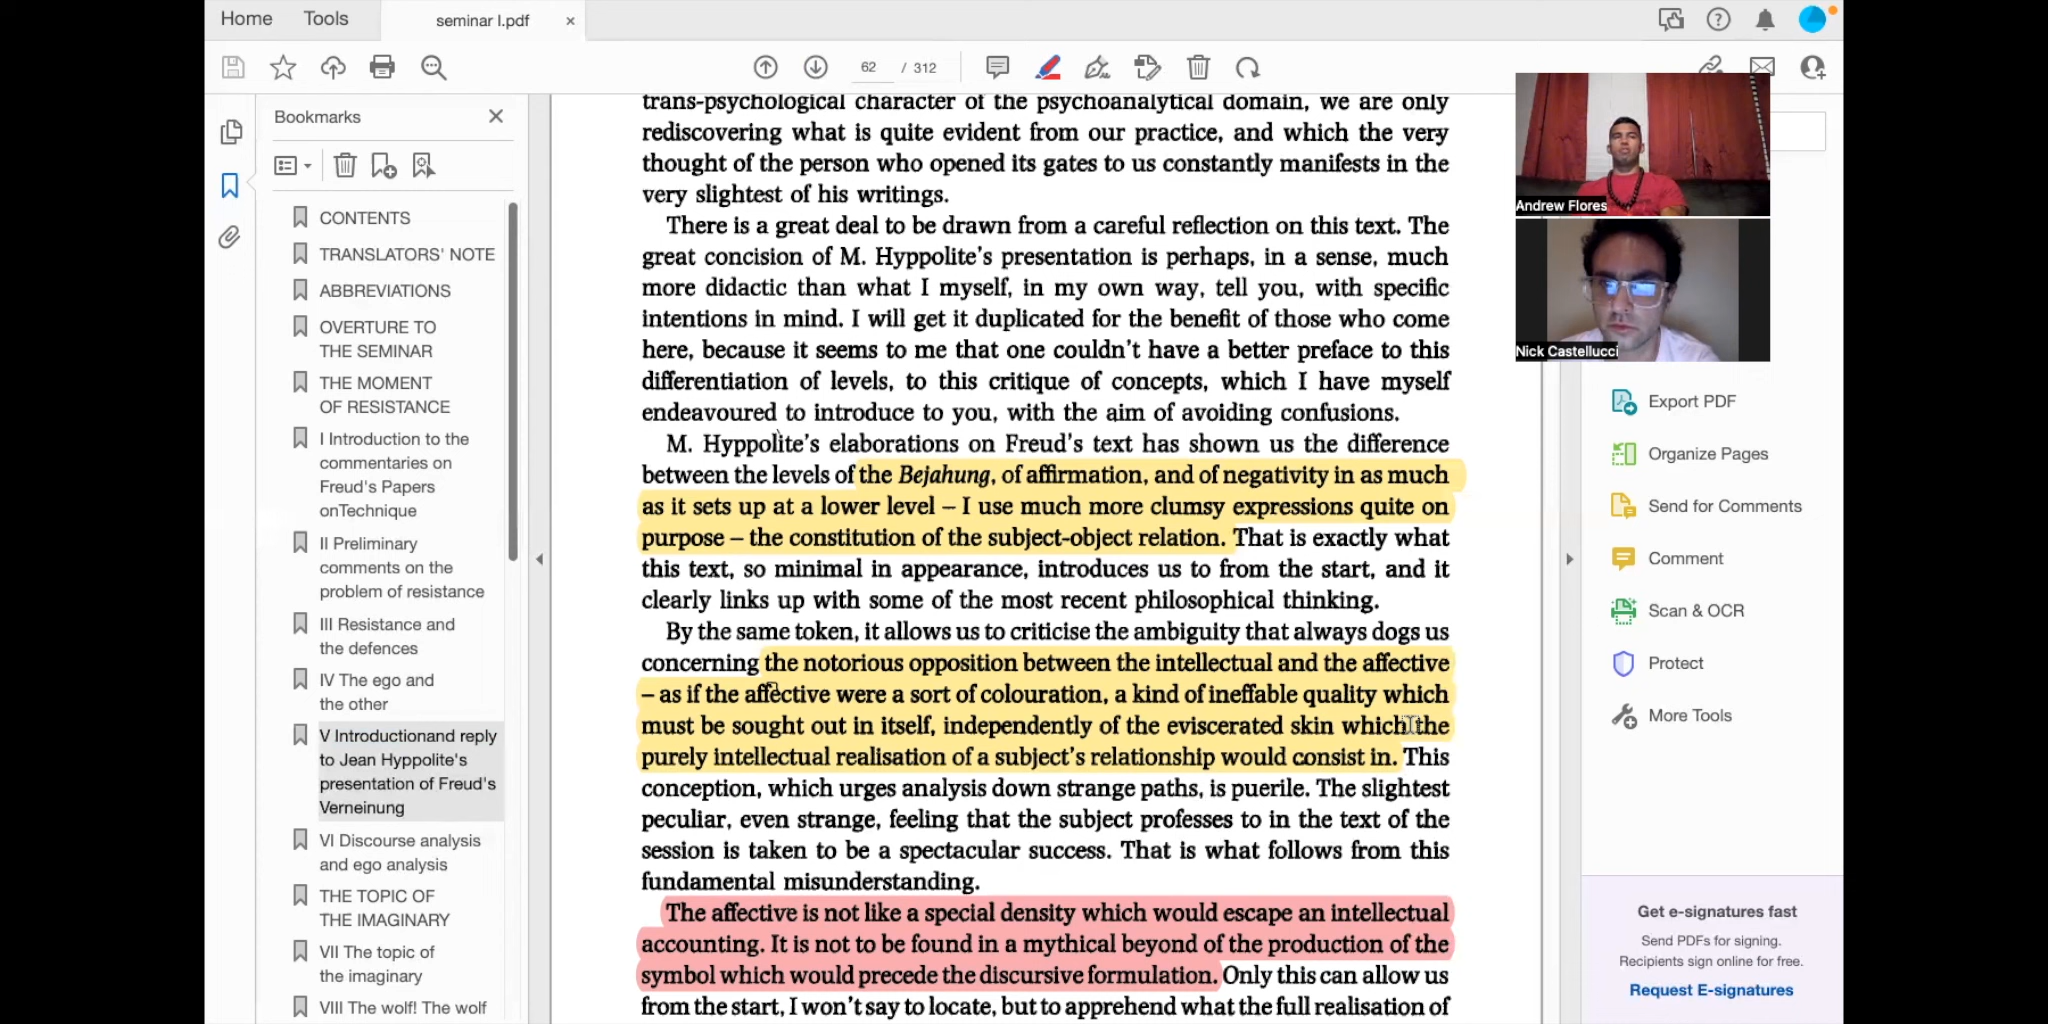 Home
Tools
seminar I.pdf
62 / 312
Bookmarks
CONTENTS
TRANSLATORS' NOTE
ABBREVIATIONS
OVERTURE TO
THE SEMINAR
THE MOMENT
OF RESISTANCE
I Introduction to the
commentaries on
Freud's Papers
onTechnique
II Preliminary
comments on the
problem of resistance
III Resistance and
the defences
IV The ego and
the other
V Introductionand reply
to Jean Hyppolite's
presentation of Freud's
Verneinung
VI Discourse analysis
and ego analysis
THE TOPIC OF
THE IMAGINARY
VII The topic of
the imaginary
VIII The wolf! The wolf
trans-psychological character of the psychoanalytical domain, we are only
rediscovering what is quite evident from our practice, and which the very
thought of the person who opened its gates to us constantly manifests in the
very slightest of his writings.
There is a great deal to be drawn from a careful reflection on this text. The
great concision of M. Hyppolite's presentation is perhaps, in a sense, much
more didactic than what I myself, in my own way, tell you, with specific
intentions in mind. I will get it duplicated for the benefit of those who come
here, because it seems to me that one couldn't have a better preface to this
differentiation of levels, to this critique of concepts, which I have myself
endeavoured to introduce to you, with the aim of avoiding confusions.
M. Hyppolite's elaborations on Freud's text has shown us the difference
between the levels of the Bejahung, of affirmation, and of negativity in as much
as it sets up at a lower level – I use much more clumsy expressions quite on
purpose – the constitution of the subject-object relation. That is exactly what
this text, so minimal in appearance, introduces us to from the start, and it
clearly links up with some of the most recent philosophical thinking.
By the same token, it allows us to criticise the ambiguity that always dogs us
concerning the notorious opposition between the intellectual and the affective
– as if the affective were a sort of colouration, a kind of ineffable quality which
must be sought out in itself, independently of the eviscerated skin which the
purely intellectual realisation of a subject's relationship would consist in. This
conception, which urges analysis down strange paths, is puerile. The slightest
peculiar, even strange, feeling that the subject professes to in the text of the
session is taken to be a spectacular success. That is what follows from this
fundamental misunderstanding.
The affective is not like a special density which would escape an intellectual
accounting. It is not to be found in a mythical beyond of the production of the
symbol which would precede the discursive formulation. Only this can allow us
from the start, I won't say to locate, but to apprehend what the full realisation of
Andrew Flores
Nick Castellucci
Export PDF
Organize Pages
Send for Comments
Comment
Scan & OCR
Protect
More Tools
Get e-signatures fast
Send PDFs for signing.
Recipients sign online for free.
Request E-signatures